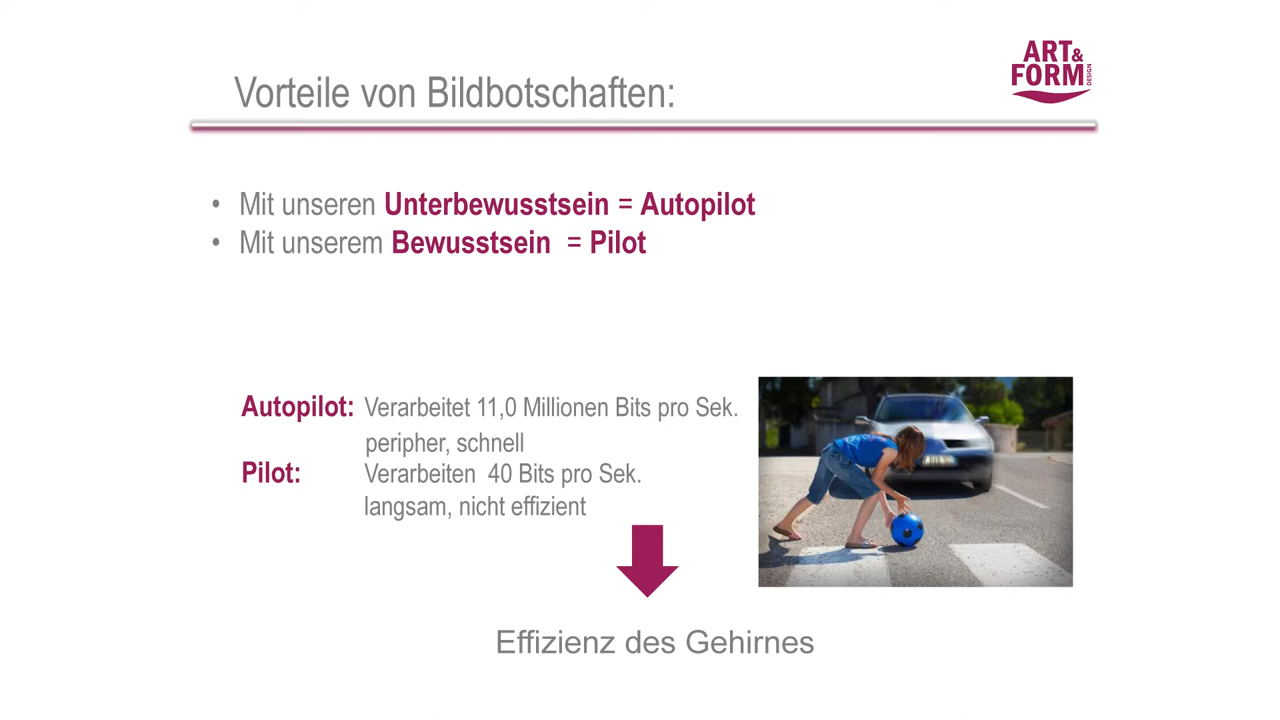 ART&
FORM
DESIGN
Vorteile von Bildbotschaften:
• Mit unseren Unterbewusstsein = Autopilot
• Mit unserem Bewusstsein = Pilot
Autopilot: Verarbeitet 11,0 Millionen Bits pro Sek.
peripher, schnell
Pilot: Verarbeiten 40 Bits pro Sek.
langsam, nicht effizient
Effizienz des Gehirnes